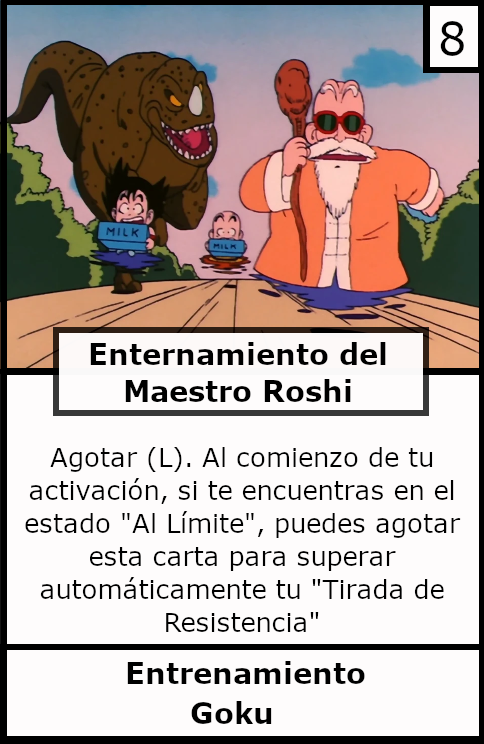 8
MILK
MILK
Enternamiento del
Maestro Roshi
Agotar (L). Al comienzo de tu
activación, si te encuentras en el
estado "Al Límite", puedes agotar
esta carta para superar
automáticamente tu "Tirada de
Resistencia"
Entrenamiento
Goku